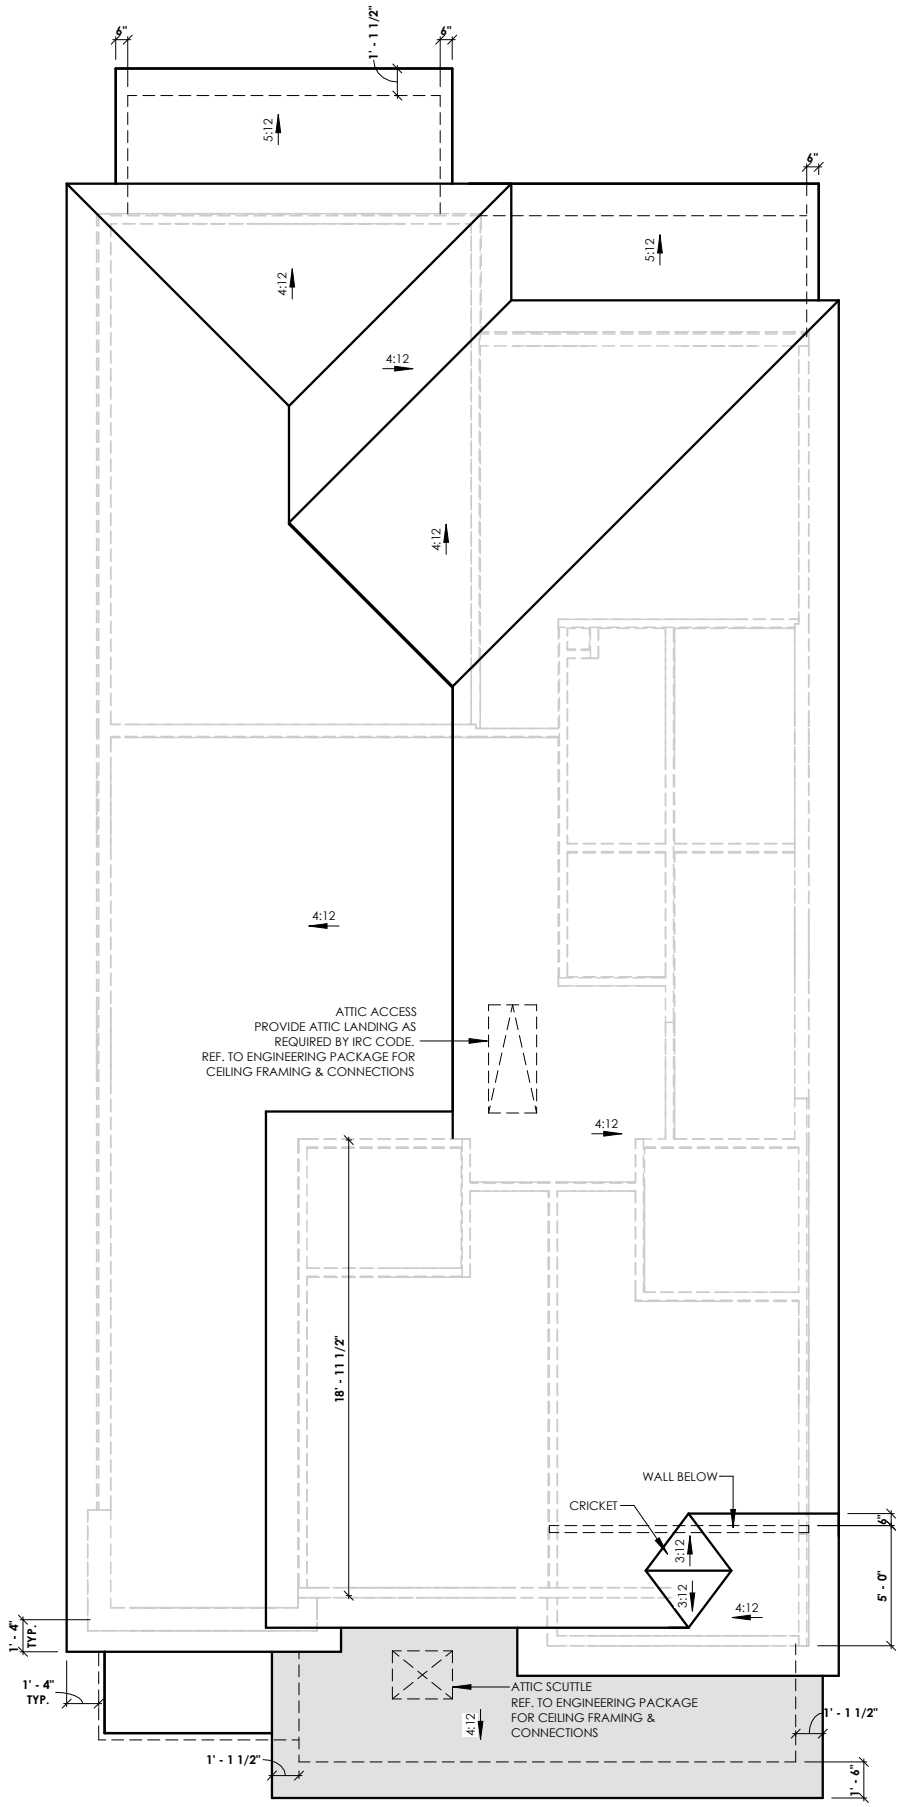 6"
6"
1' - 1 1/2"
5:12
6"
5:12
4:12
4:12
4:12
4:12
ATTIC ACCESS
PROVIDE ATTIC LANDING AS
REQUIRED BY IRC CODE.
REF. TO ENGINEERING PACKAGE FOR
CEILING FRAMING & CONNECTIONS
4:12
18' - 11 1/2"
WALL BELOW
CRICKET
3:12
3:12
4:12
6"
5' - 0"
1' - 4"
TYP.
1' - 4"
TYP.
ATTIC SCUTTLE
REF. TO ENGINEERING PACKAGE
FOR CEILING FRAMING &
CONNECTIONS
4:12
1' - 1 1/2"
1' - 1 1/2"
1' - 6"